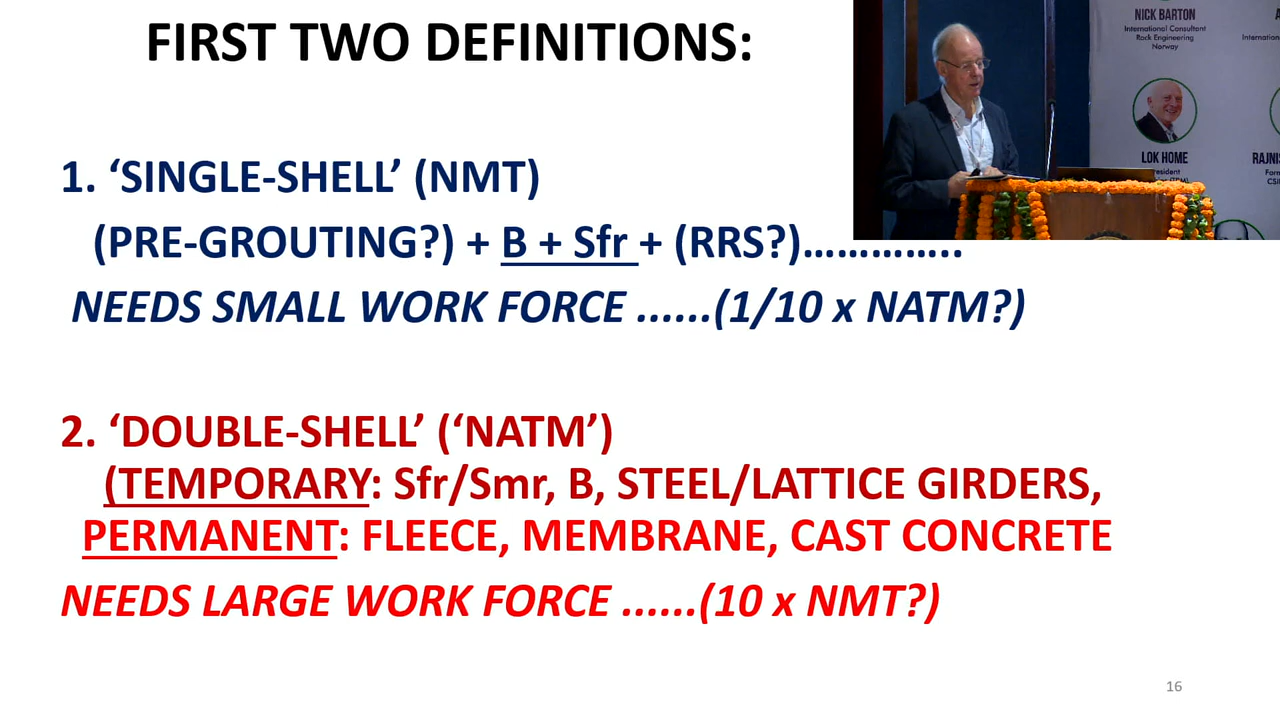 FIRST TWO DEFINITIONS:
1. ‘SINGLE-SHELL’ (NMT)
(PRE-GROUTING?) + B + Sfr + (RRS?)…………..
NEEDS SMALL WORK FORCE ......(1/10 x NATM?)
2. ‘DOUBLE-SHELL’ (‘NATM’)
(TEMPORARY: Sfr/Smr, B, STEEL/LATTICE GIRDERS,
PERMANENT: FLEECE, MEMBRANE, CAST CONCRETE
NEEDS LARGE WORK FORCE ......(10 x NMT?)
16
NICK BARTON
International Consultant
Rock Engineering
Norway
LOK HOME